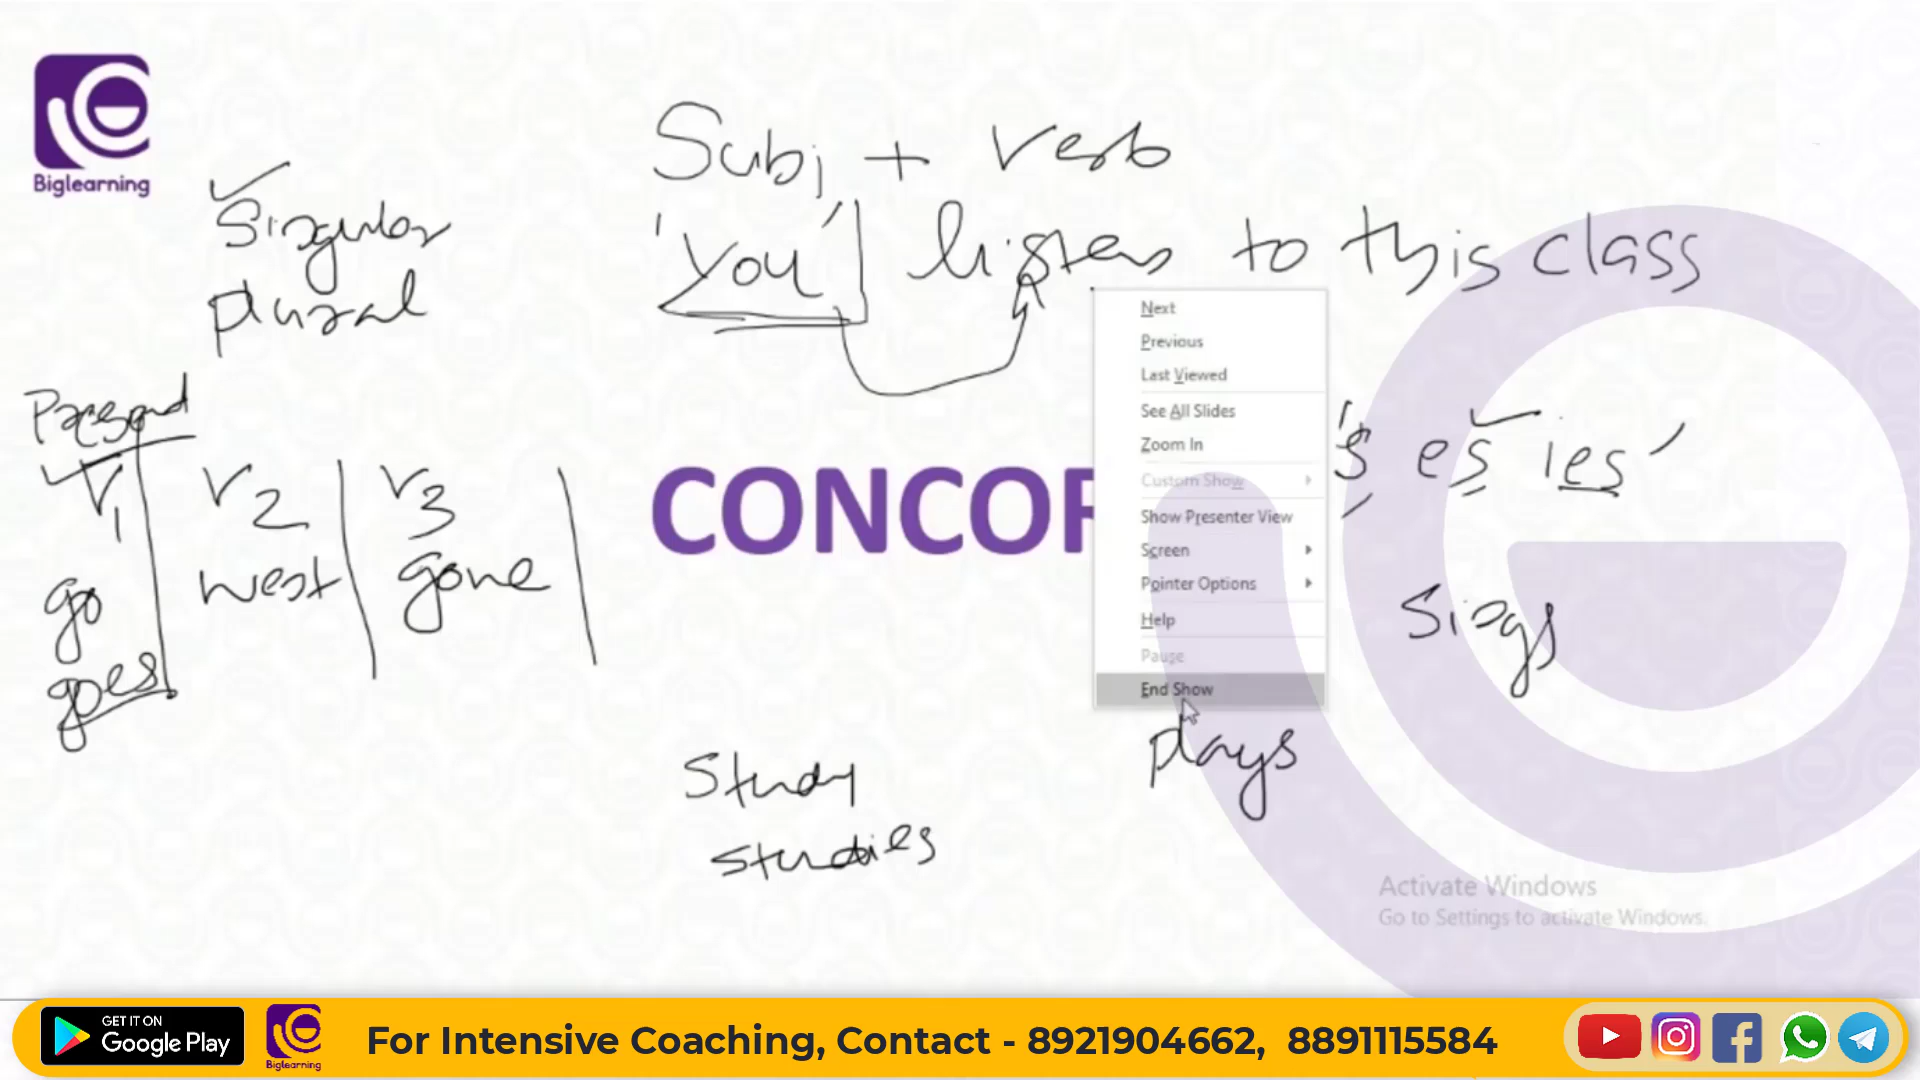 Biglearning
Subj + verb
Singular
plural
'You' listen to this class
Present
V1 V2 V3
go went gone
goes
CONCOR
Next
Previous
Last Viewed
See All Slides
Zoom In
Custom Show
Show Presenter View
Screen
Pointer Options
Help
Pause
End Show
's, es ies'
sings
plays
Study
studies
Activate Windows
Go to Settings to activate Windows.
GET IT ON
Google Play
Biglearning
For Intensive Coaching, Contact - 8921904662, 8891115584